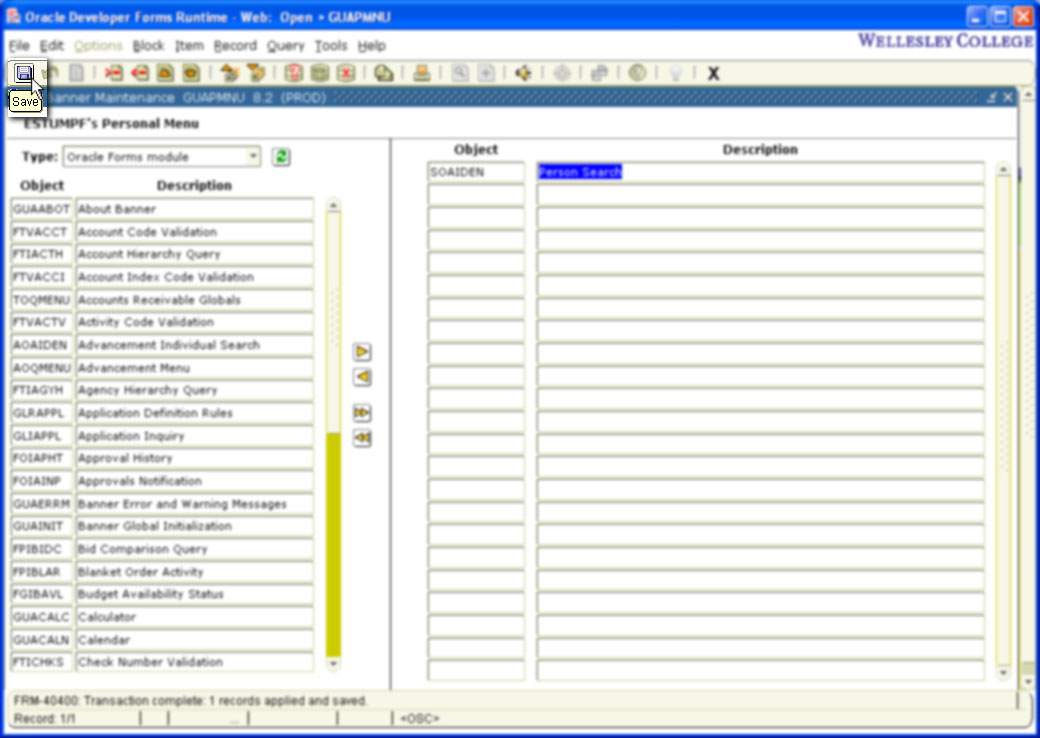 Oracle Developer Forms Runtime - Web: Open > GUAPMNU
File Edit Options Block Item Record Query Tools Help
WELLESLEY COLLEGE
X
Save
anner Maintenance GUAPMNU 8.2 (PROD)
ESTUMPF's Personal Menu
Type: Oracle Forms module
Object Description
GUAABOT About Banner
FTVACCT Account Code Validation
FTIACTH Account Hierarchy Query
FTVACCI Account Index Code Validation
TOQMENU Accounts Receivable Globals
FTVACTV Activity Code Validation
AOAIDEN Advancement Individual Search
AOQMENU Advancement Menu
FTIAGYH Agency Hierarchy Query
GLRAPPL Application Definition Rules
GLIAPPL Application Inquiry
FOIAPHT Approval History
FOIAINP Approvals Notification
GUAERRM Banner Error and Warning Messages
GUAINIT Banner Global Initialization
FPIBIDC Bid Comparison Query
FPIBLAR Blanket Order Activity
FGIBAVL Budget Availability Status
GUACALC Calculator
GUACALN Calendar
FTICHKS Check Number Validation
Object Description
SOAIDEN Person Search
FRM-40400: Transaction complete: 1 records applied and saved.
Record: 1/1 ... <OSC>